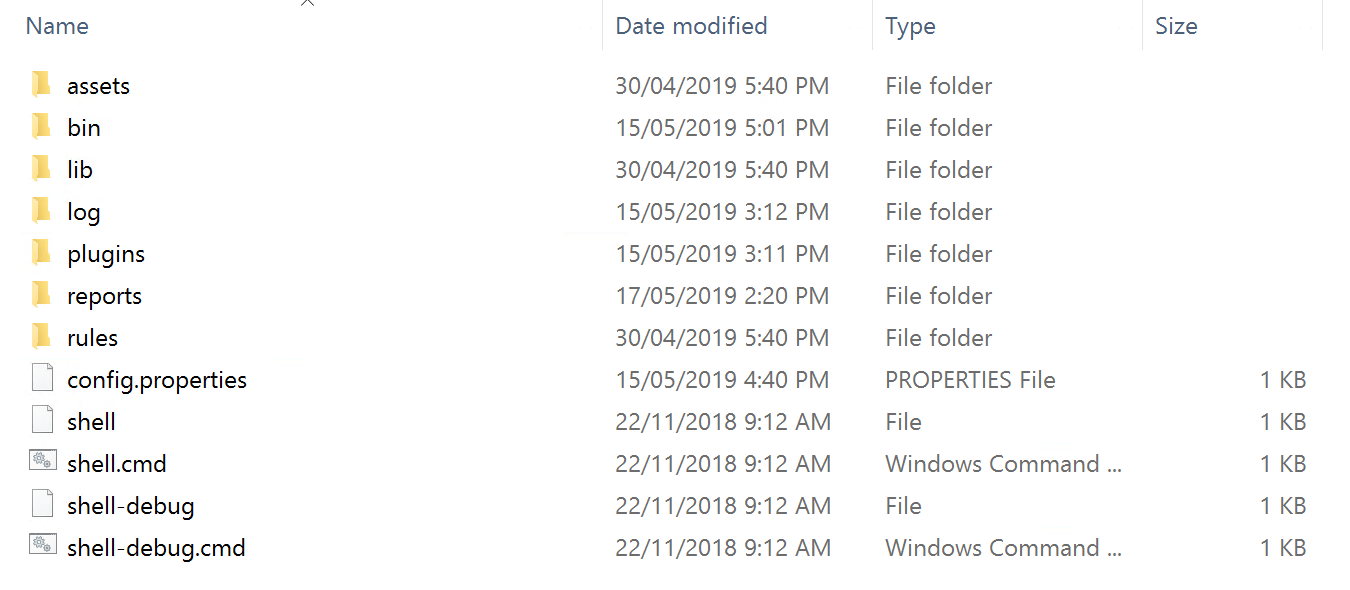 Name Date modified Type Size
assets 30/04/2019 5:40 PM File folder
bin 15/05/2019 5:01 PM File folder
lib 30/04/2019 5:40 PM File folder
log 15/05/2019 3:12 PM File folder
plugins 15/05/2019 3:11 PM File folder
reports 17/05/2019 2:20 PM File folder
rules 30/04/2019 5:40 PM File folder
config.properties 15/05/2019 4:40 PM PROPERTIES File 1 KB
shell 22/11/2018 9:12 AM File 1 KB
shell.cmd 22/11/2018 9:12 AM Windows Command ... 1 KB
shell-debug 22/11/2018 9:12 AM File 1 KB
shell-debug.cmd 22/11/2018 9:12 AM Windows Command ... 1 KB